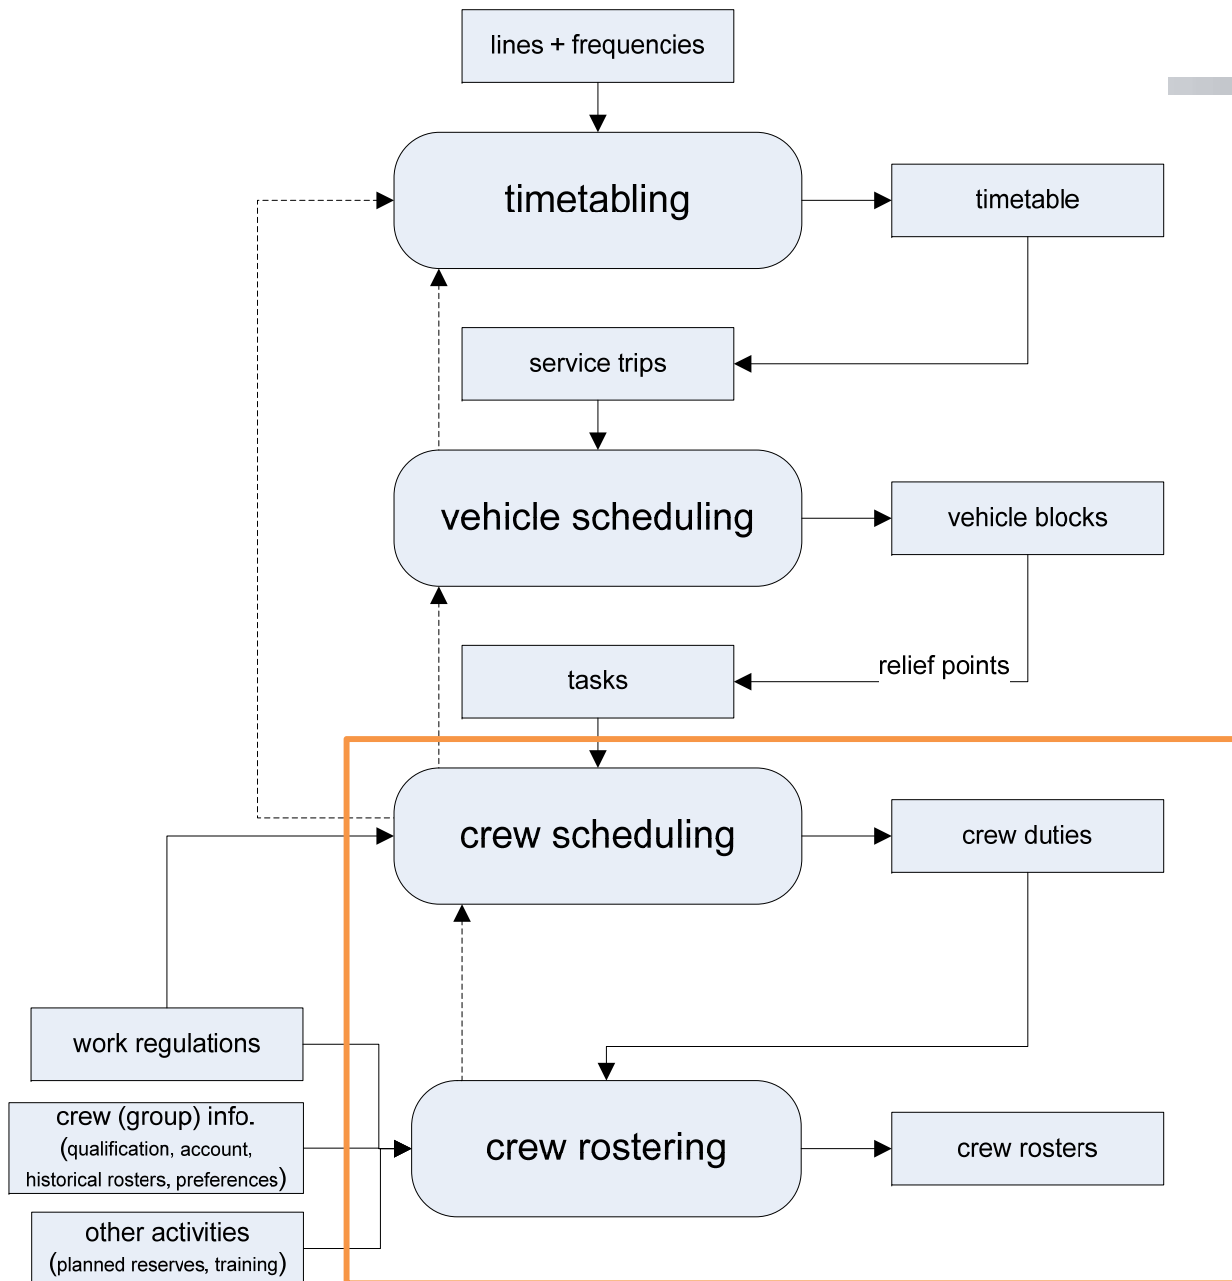 lines + frequencies
timetabling
timetable
service trips
vehicle scheduling
vehicle blocks
relief points
tasks
crew scheduling
crew duties
work regulations
crew (group) info.
(qualification, account,
historical rosters, preferences)
crew rostering
crew rosters
other activities
(planned reserves, training)